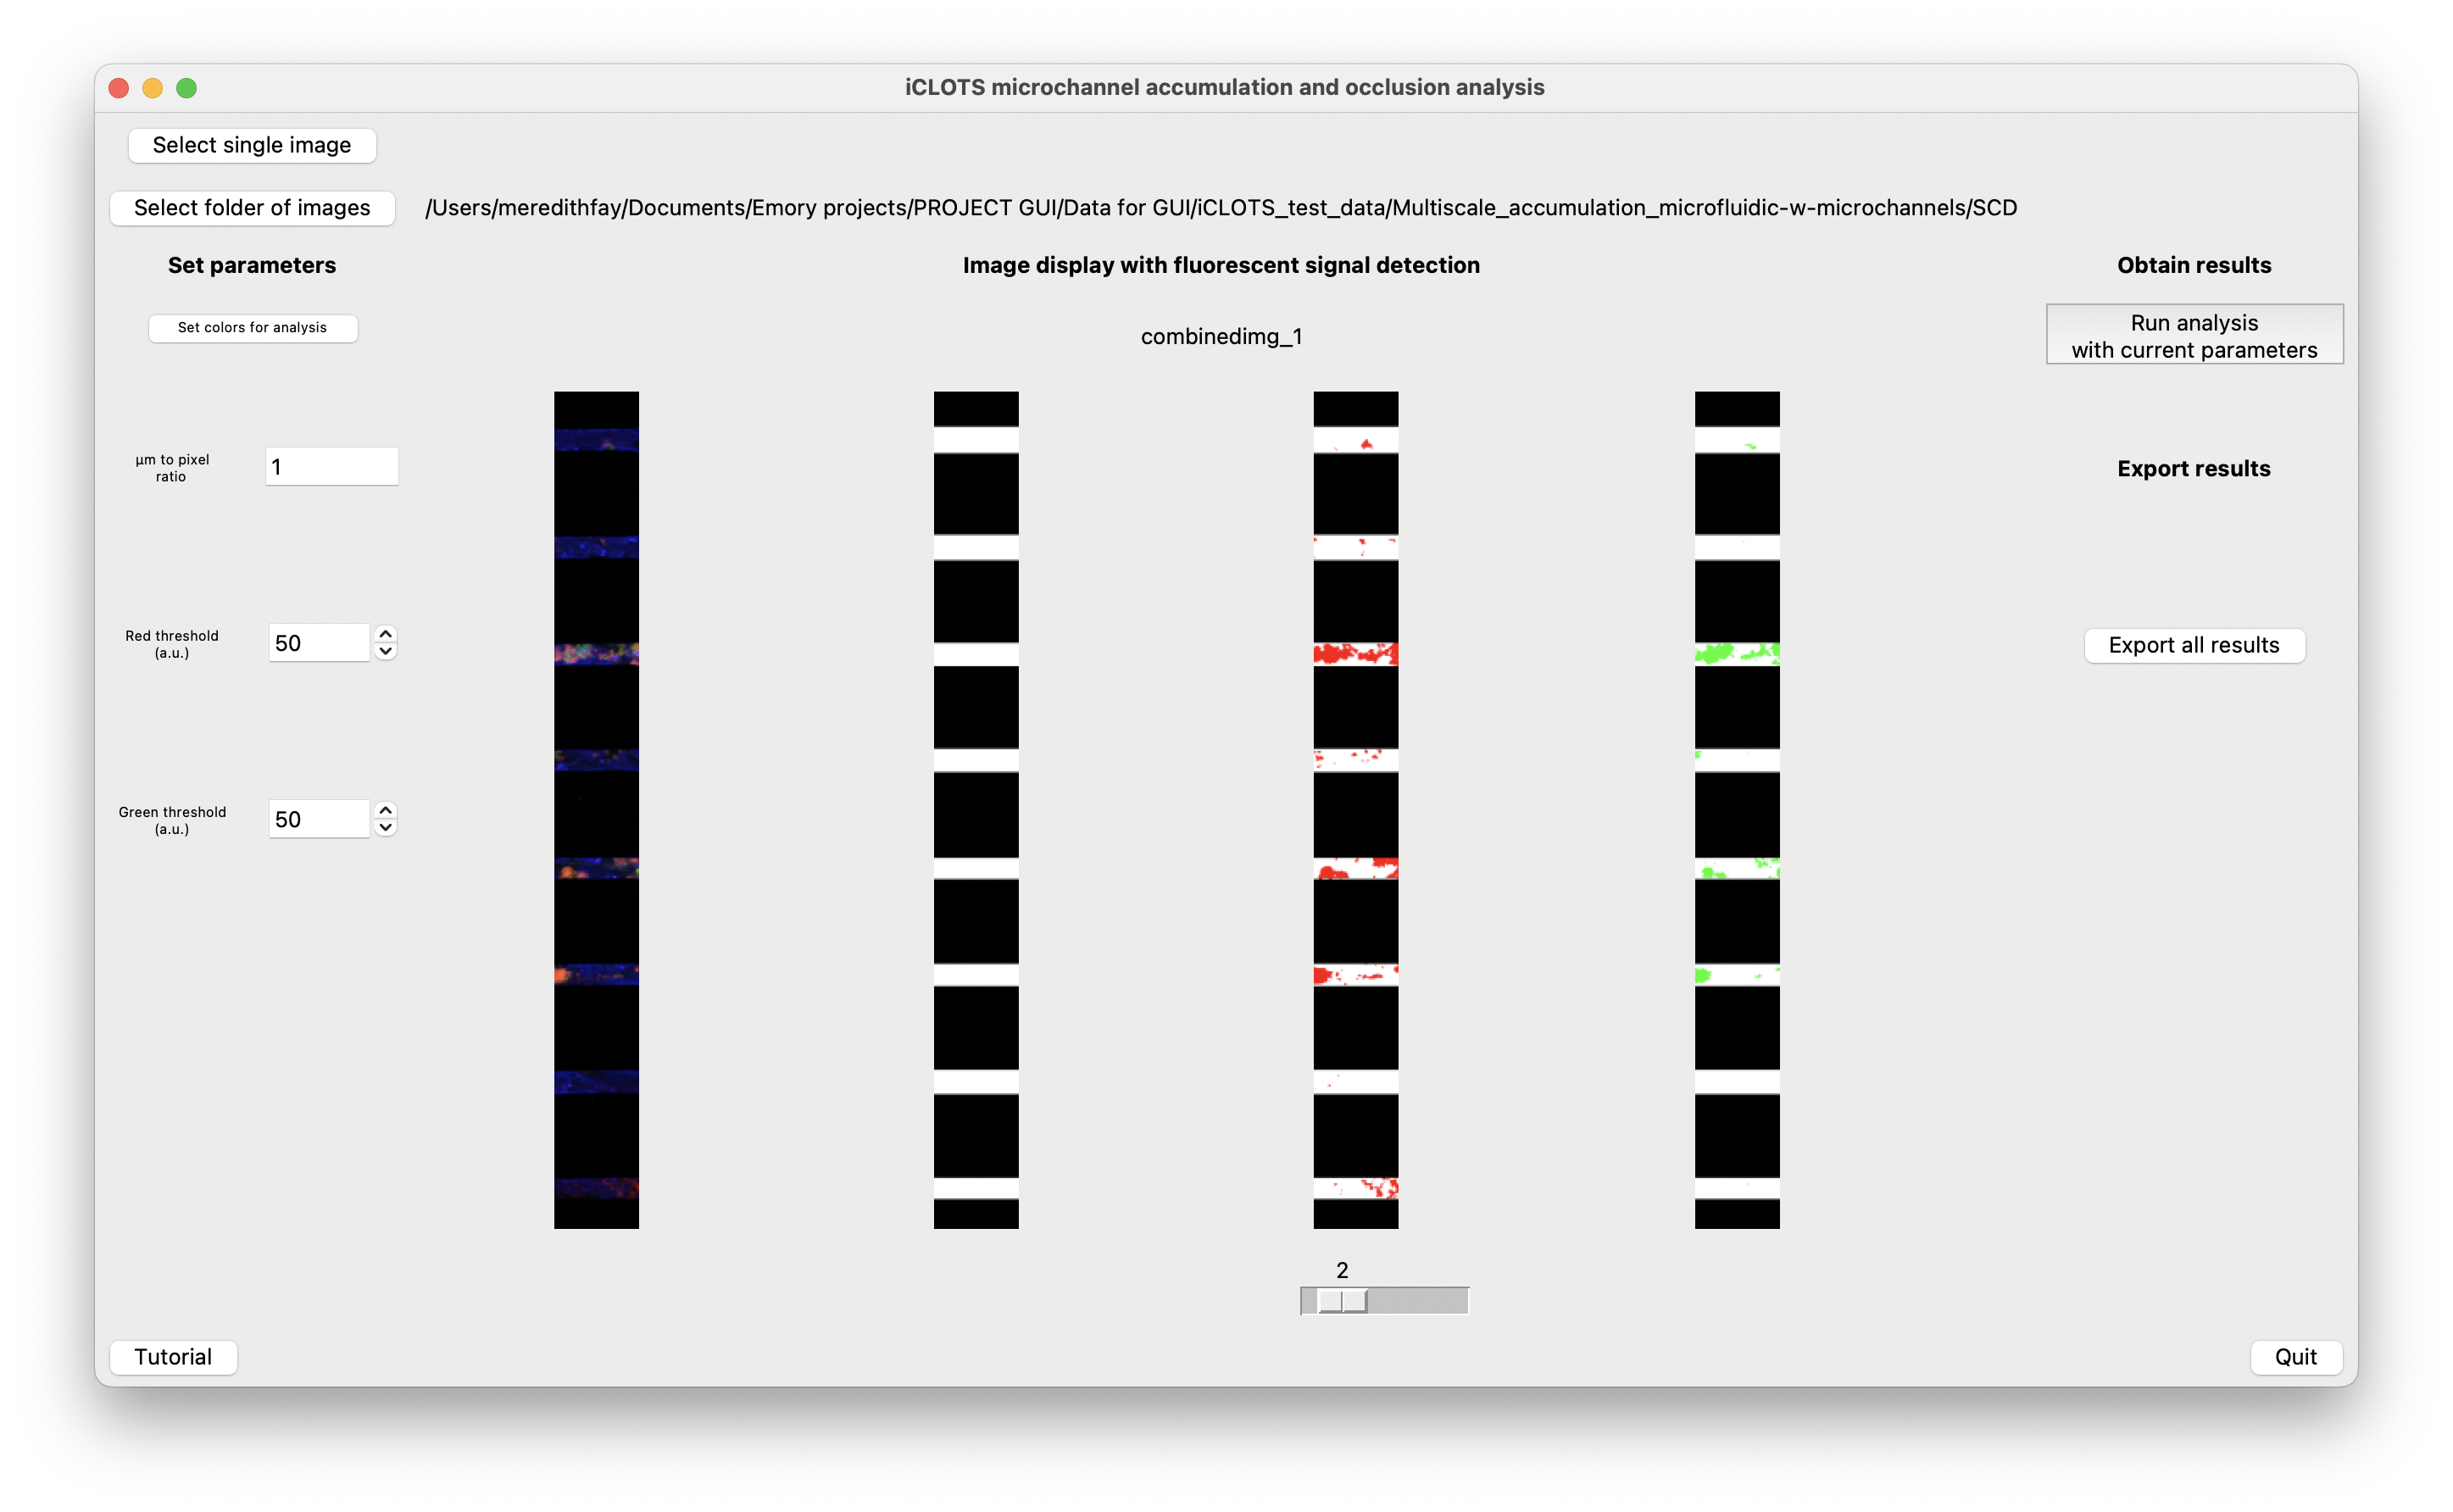 iCLOTS microchannel accumulation and occlusion analysis
Select single image
Select folder of images
/Users/meredithfay/Documents/Emory projects/PROJECT GUI/Data for GUI/iCLOTS_test_data/Multiscale_accumulation_microfluidic-w-microchannels/SCD
Set parameters
Image display with fluorescent signal detection
Obtain results
Set colors for analysis
combinedimg_1
Run analysis
with current parameters
µm to pixel
ratio
1
Export results
Red threshold
(a.u.)
50
Export all results
Green threshold
(a.u.)
50
2
Tutorial
Quit